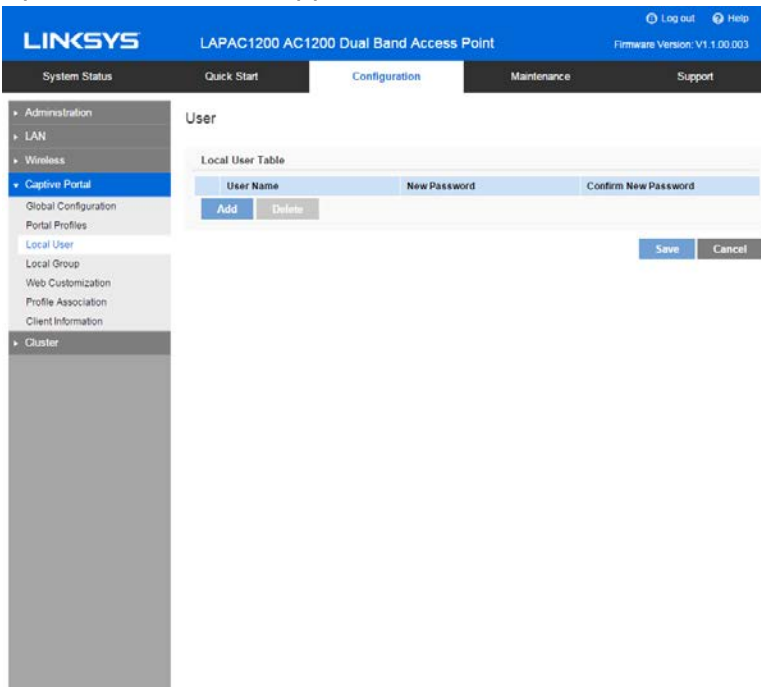 Log out Help
LINKSYS LAPAC1200 AC1200 Dual Band Access Point Firmware Version: V1.1.00.003
System Status Quick Start Configuration Maintenance Support
Administration
LAN
Wireless
Captive Portal
Global Configuration
Portal Profiles
Local User
Local Group
Web Customization
Profile Association
Client Information
Cluster
User
Local User Table
User Name New Password Confirm New Password
Add Delete
Save Cancel